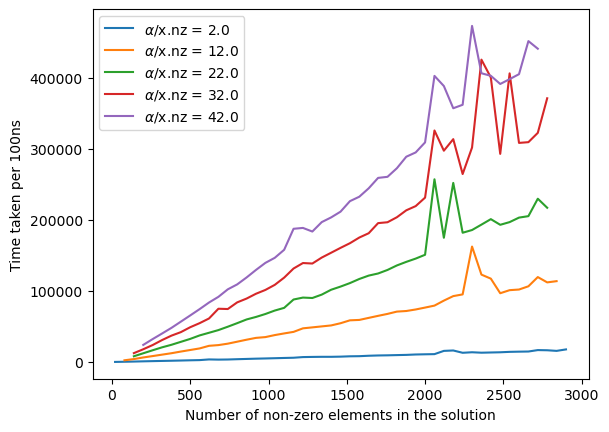 α/x.nz = 2.0
α/x.nz = 12.0
α/x.nz = 22.0
α/x.nz = 32.0
α/x.nz = 42.0
Time taken per 100ns
400000
300000
200000
100000
0
0 500 1000 1500 2000 2500 3000
Number of non-zero elements in the solution